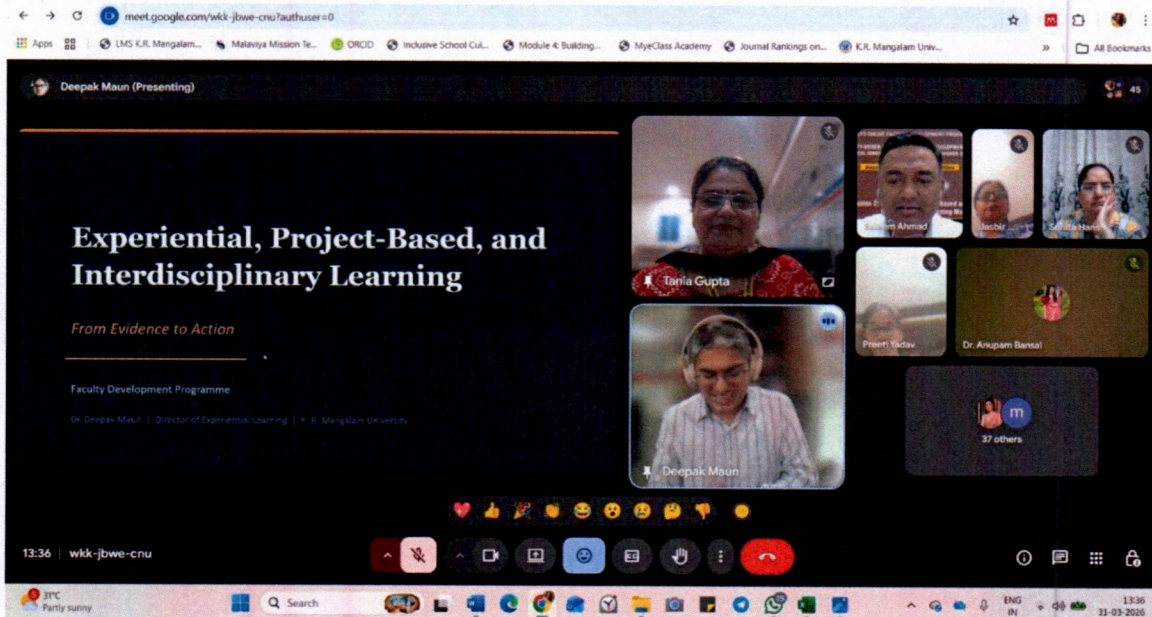 meet.google.com/wkk-jbwe-cnu?authuser=0
Apps
LMS K.R. Mangalam...
Malaviya Mission Te...
ORCID
Inclusive School Cul...
Module 4: Building...
MyeClass Academy
Journal Rankings on...
K.R. Mangalam Univ...
»
All Bookmarks
Deepak Maun (Presenting)
45
Experiential, Project-Based, and
Interdisciplinary Learning
From Evidence to Action
Faculty Development Programme
Dr. Deepak Maun | Director of Experiential Learning | K. R. Mangalam University
Tania Gupta
Deepak Maun
Ahmad
Jasbir
Sunita Hans
Preeti Yadav
Dr. Anupam Bansal
m
37 others
13:36 | wkk-jbwe-cnu
31°C
Partly sunny
Search
ENG
IN
13:36
31-03-2026